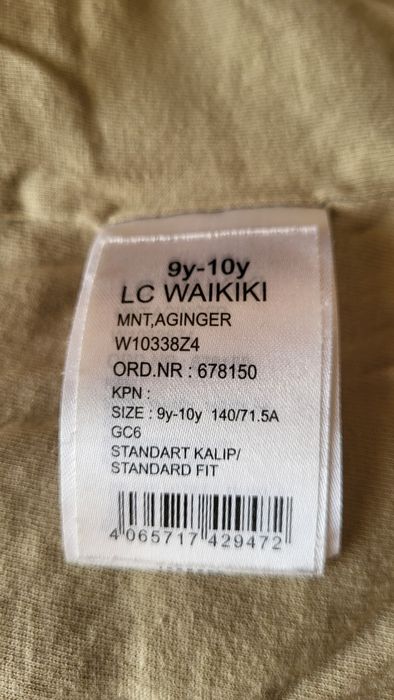 9y-10y
LC WAIKIKI
MNT,AGINGER
W10338Z4
ORD.NR : 678150
KPN :
SIZE : 9y-10y 140/71.5A
GC6
STANDART KALIP/
STANDARD FIT
4 065717 429472